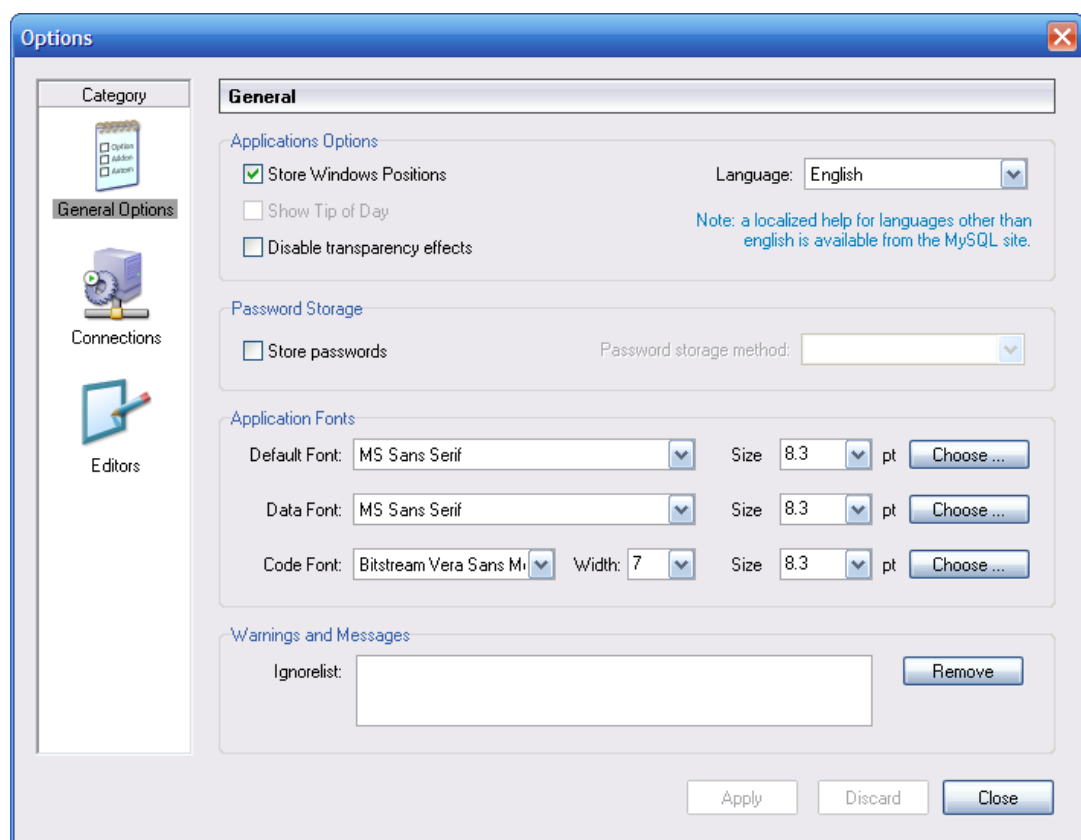 Options
Category
Option
Addon
Autom
General Options
Connections
Editors
General
Applications Options
Store Windows Positions
Language: English
Show Tip of Day
Note: a localized help for languages other than
english is available from the MySQL site.
Disable transparency effects
Password Storage
Store passwords
Password storage method:
Application Fonts
Default Font: MS Sans Serif Size 8.3 pt Choose ...
Data Font: MS Sans Serif Size 8.3 pt Choose ...
Code Font: Bitstream Vera Sans Width: 7 Size 8.3 pt Choose ...
Warnings and Messages
Ignorelist:
Remove
Apply Discard Close